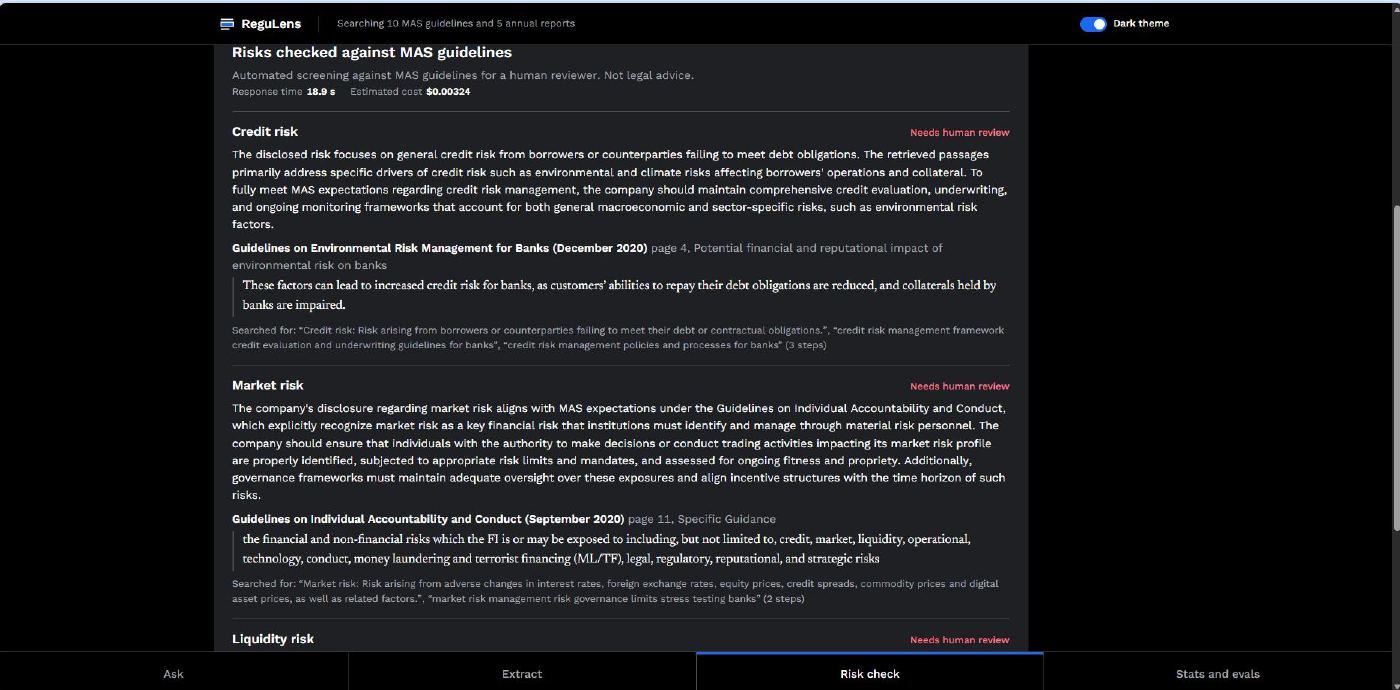 ReguLens
Searching 10 MAS guidelines and 5 annual reports
Dark theme
Risks checked against MAS guidelines
Automated screening against MAS guidelines for a human reviewer. Not legal advice.
Response time 18.9 s Estimated cost $0.00324
Credit risk
Needs human review
The disclosed risk focuses on general credit risk from borrowers or counterparties failing to meet debt obligations. The retrieved passages
primarily address specific drivers of credit risk such as environmental and climate risks affecting borrowers' operations and collateral. To
fully meet MAS expectations regarding credit risk management, the company should maintain comprehensive credit evaluation, underwriting,
and ongoing monitoring frameworks that account for both general macroeconomic and sector-specific risks, such as environmental risk
factors.
Guidelines on Environmental Risk Management for Banks (December 2020) page 4, Potential financial and reputational impact of
environmental risk on banks
These factors can lead to increased credit risk for banks, as customers’ abilities to repay their debt obligations are reduced, and collaterals held by
banks are impaired.
Searched for: “Credit risk: Risk arising from borrowers or counterparties failing to meet their debt or contractual obligations.”, “credit risk management framework
credit evaluation and underwriting guidelines for banks”, “credit risk management policies and processes for banks” (3 steps)
Market risk
Needs human review
The company's disclosure regarding market risk aligns with MAS expectations under the Guidelines on Individual Accountability and Conduct,
which explicitly recognize market risk as a key financial risk that institutions must identify and manage through material risk personnel. The
company should ensure that individuals with the authority to make decisions or conduct trading activities impacting its market risk profile
are properly identified, subjected to appropriate risk limits and mandates, and assessed for ongoing fitness and propriety. Additionally,
governance frameworks must maintain adequate oversight over these exposures and align incentive structures with the time horizon of such
risks.
Guidelines on Individual Accountability and Conduct (September 2020) page 11, Specific Guidance
the financial and non-financial risks which the FI is or may be exposed to including, but not limited to, credit, market, liquidity, operational,
technology, conduct, money laundering and terrorist financing (ML/TF), legal, regulatory, reputational, and strategic risks
Searched for: “Market risk: Risk arising from adverse changes in interest rates, foreign exchange rates, equity prices, credit spreads, commodity prices and digital
asset prices, as well as related factors.”, “market risk management risk governance limits stress testing banks” (2 steps)
Liquidity risk
Needs human review
Ask
Extract
Risk check
Stats and evals